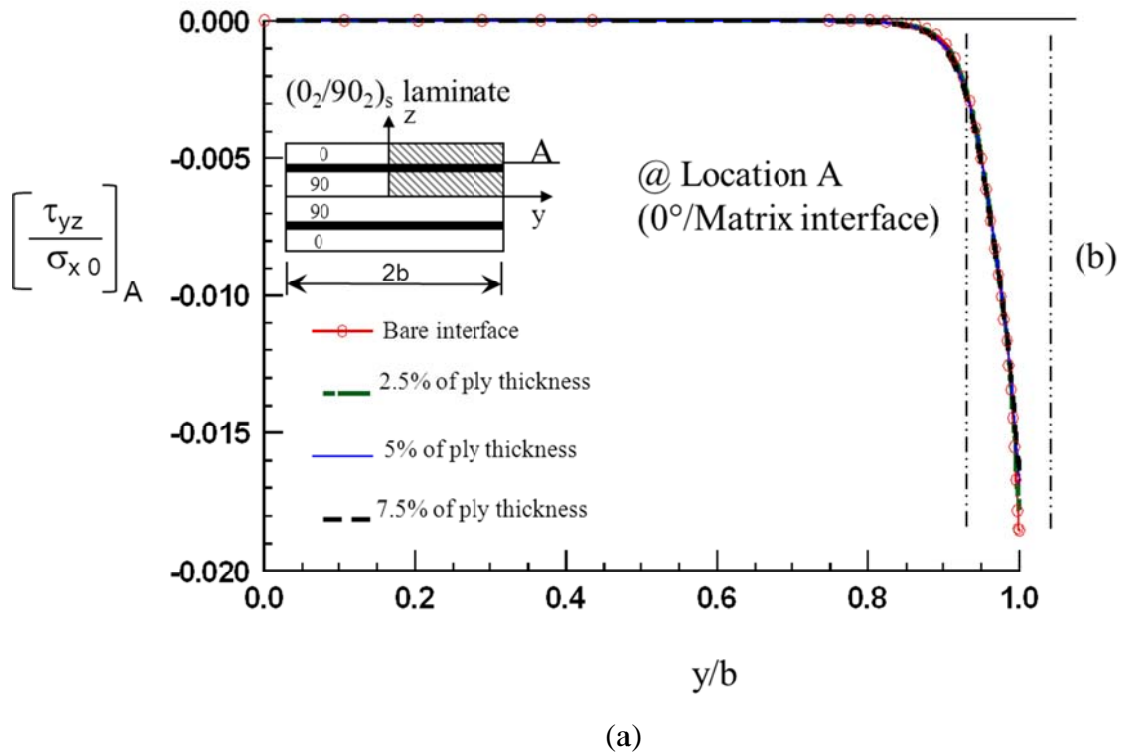 0.000
-0.005
-0.010
-0.015
-0.020
[τyz / σx 0]A
(0₂/90₂)ₛ laminate
z
0
A
90
y
90
0
2b
@ Location A
(0°/Matrix interface)
(b)
Bare interface
2.5% of ply thickness
5% of ply thickness
7.5% of ply thickness
0.0 0.2 0.4 0.6 0.8 1.0
y/b
(a)